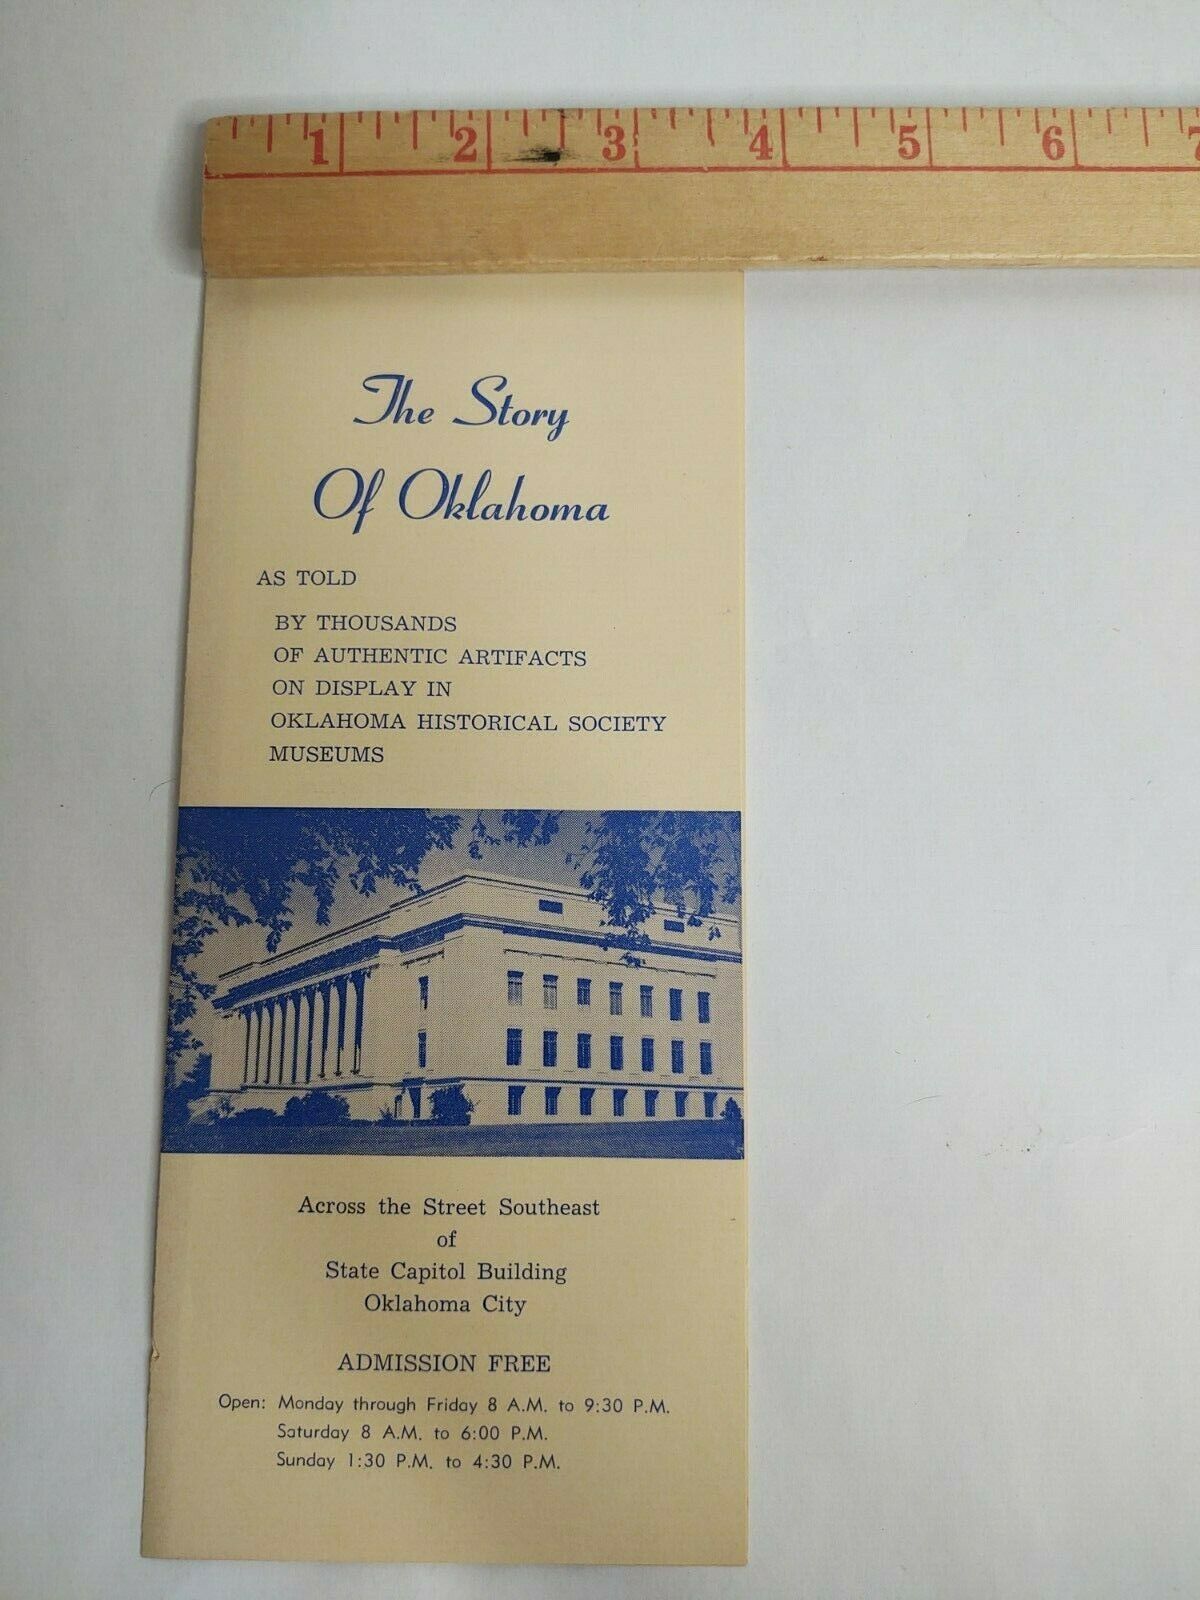 1 2 3 4 5 6 7
The Story
Of Oklahoma
AS TOLD
BY THOUSANDS
OF AUTHENTIC ARTIFACTS
ON DISPLAY IN
OKLAHOMA HISTORICAL SOCIETY
MUSEUMS
Across the Street Southeast
of
State Capitol Building
Oklahoma City
ADMISSION FREE
Open: Monday through Friday 8 A.M. to 9:30 P.M.
Saturday 8 A.M. to 6:00 P.M.
Sunday 1:30 P.M. to 4:30 P.M.